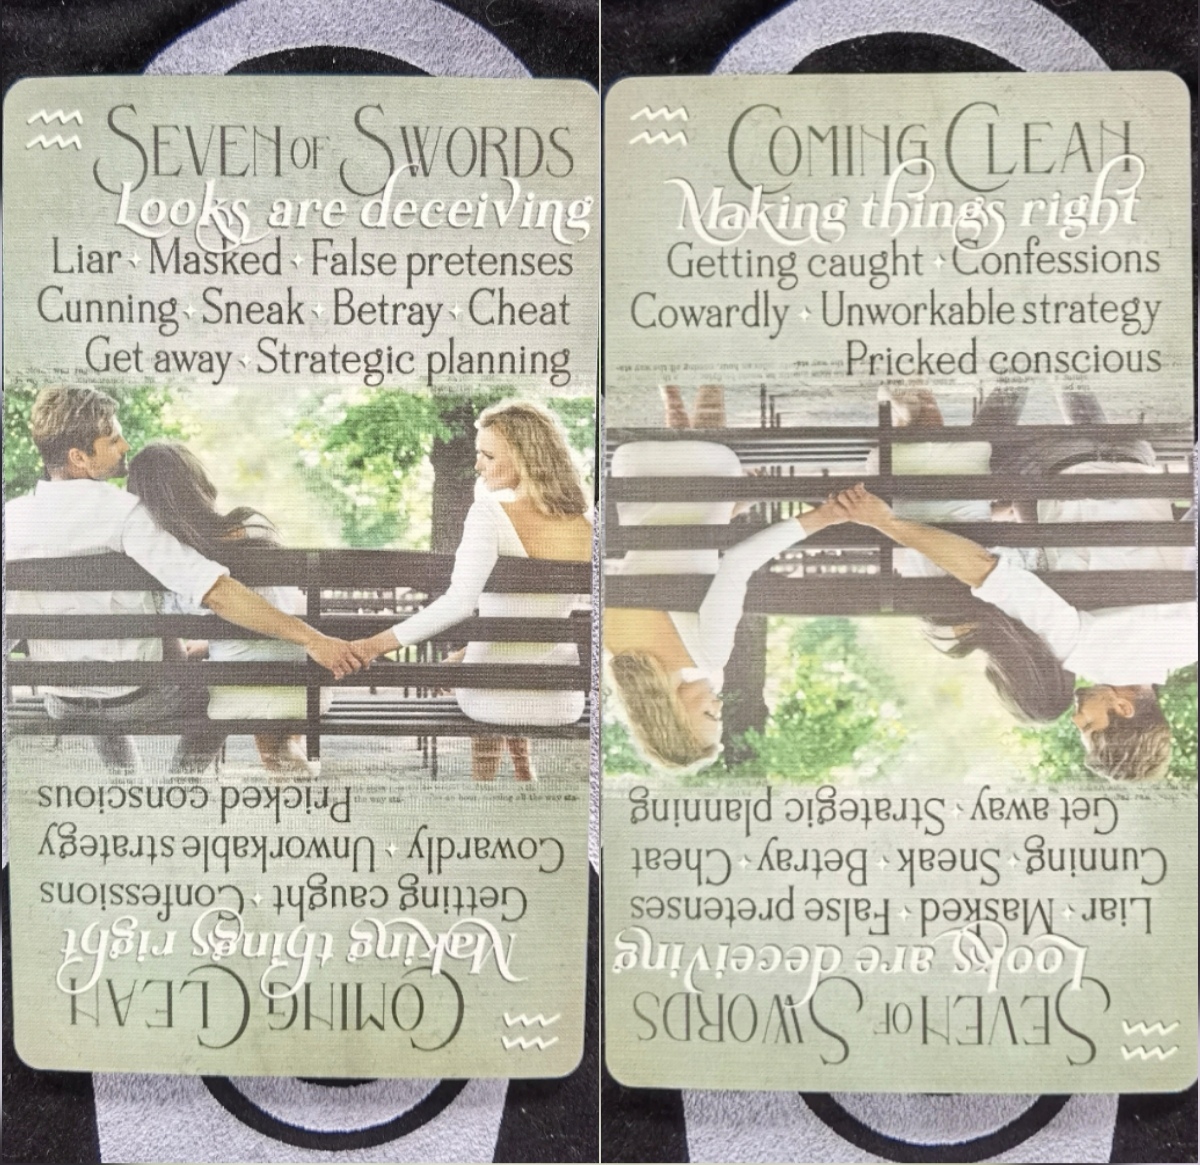 SEVEN OF SWORDS
Looks are deceiving
Liar Masked False pretenses
Cunning Sneak Betray Cheat
Get away Strategic planning
Pricked conscious
Cowardly Unworkable strategy
Getting caught Confessions
Making things right
COMING CLEAN
COMING CLEAN
Making things right
Getting caught Confessions
Cowardly Unworkable strategy
Pricked conscious
Get away Strategic planning
Cunning Sneak Betray Cheat
Liar Masked False pretenses
Looks are deceiving
SEVEN OF SWORDS